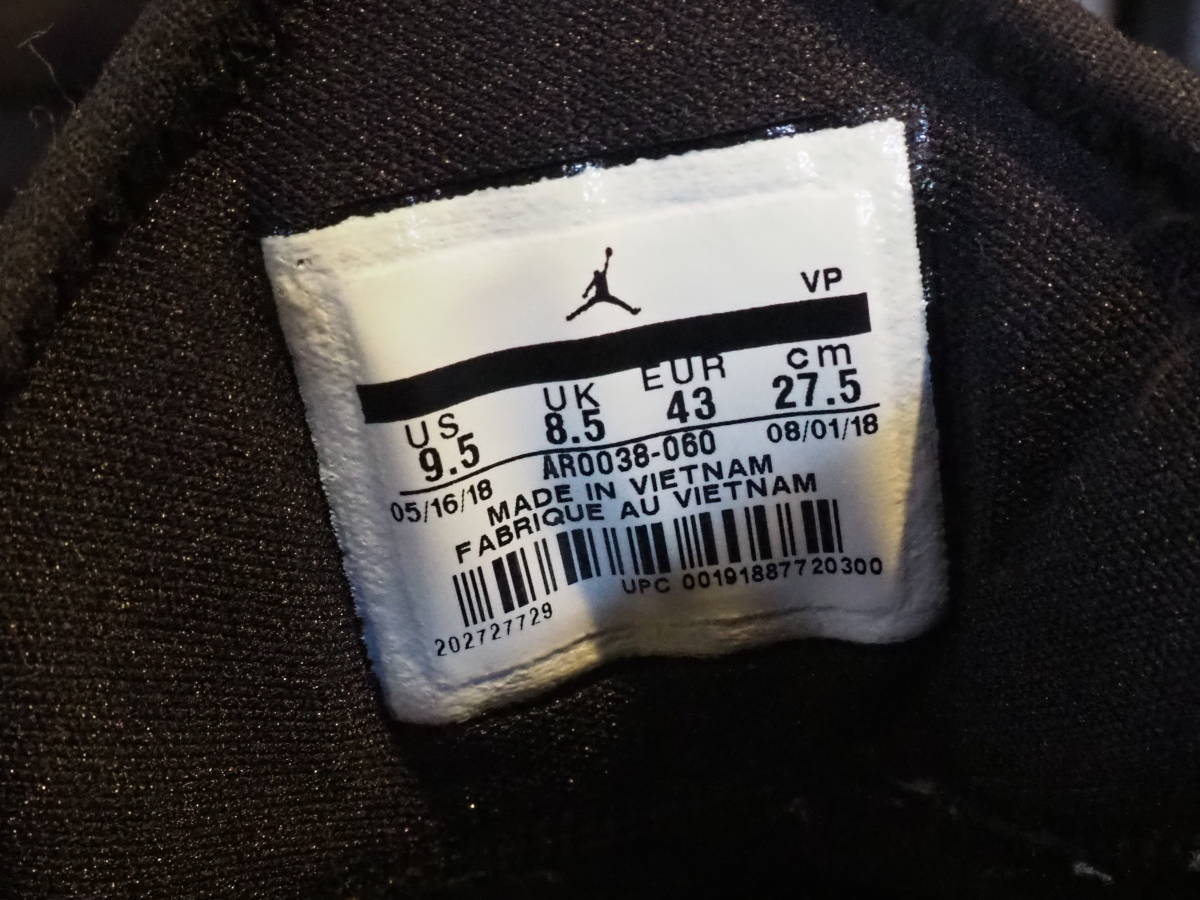 VP
US UK EUR cm
9.5 8.5 43 27.5
05/16/18 AR0038-060 08/01/18
MADE IN VIETNAM
FABRIQUE AU VIETNAM
202727729 UPC 00191887720300